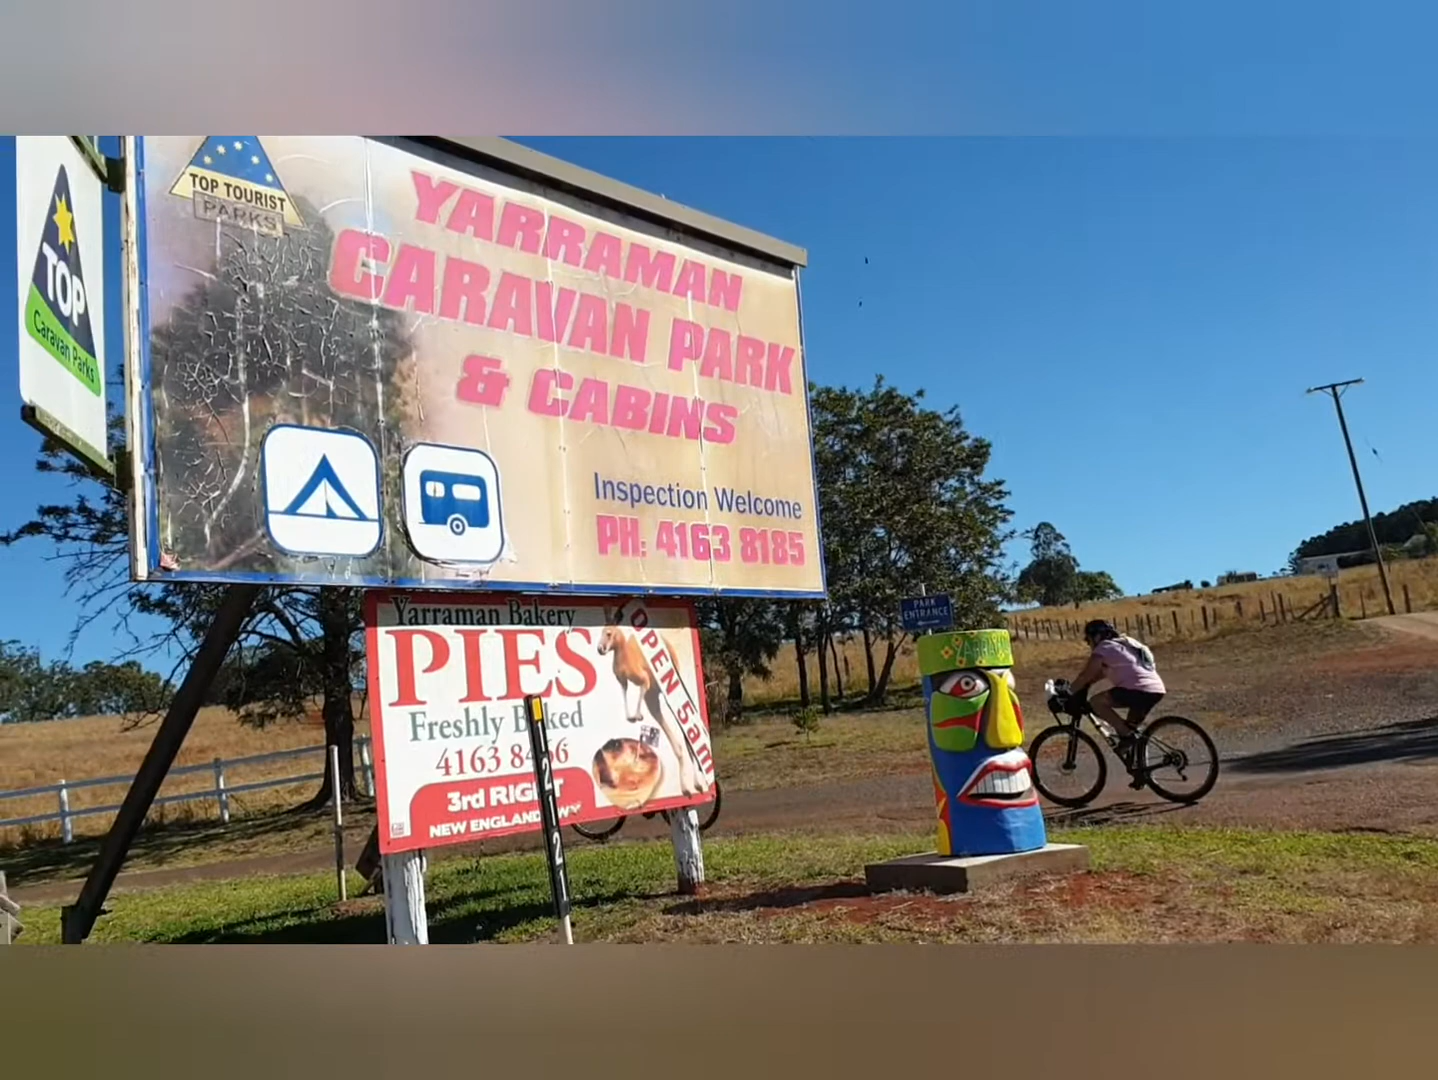 TOP
Caravan Parks
TOP TOURIST
PARKS
YARRAMAN
CARAVAN PARK
& CABINS
Inspection Welcome
PH: 4163 8185
Yarraman Bakery
PIES
OPEN 5am
Freshly Baked
4163
3rd RIGHT
NEW ENGLAND
PARK
ENTRANCE